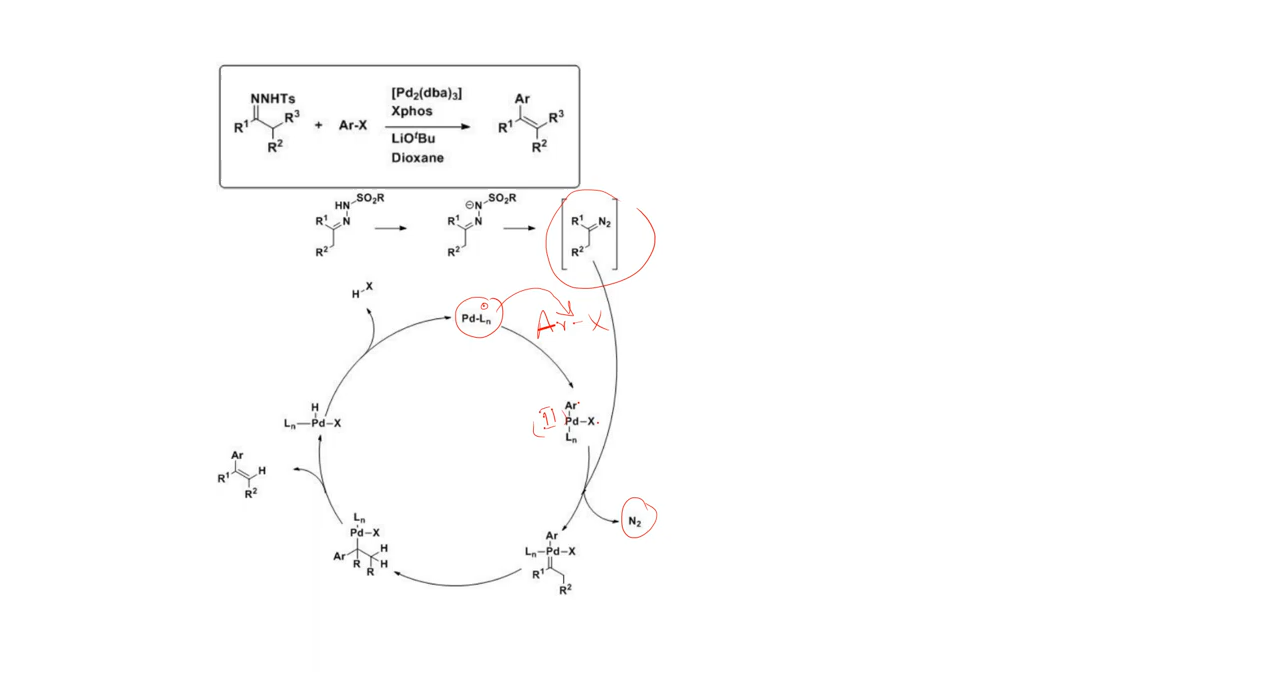 NNHTs
R¹ R³
R²
+ Ar-X
[Pd₂(dba)₃]
Xphos
LiOᵗBu
Dioxane
Ar
R¹ R³
R²
HN SO₂R
R¹ N
R²
⊖N SO₂R
R¹ N
R²
R¹ N₂
R²
H X
Pd-Lₙ
Ar-X
Ar
(II) Pd-X
Lₙ
H
Lₙ-Pd-X
Ar
R¹ H
R²
N₂
Lₙ
Pd-X
Ar H
R H
R
Ar
Lₙ-Pd-X
R¹
R²